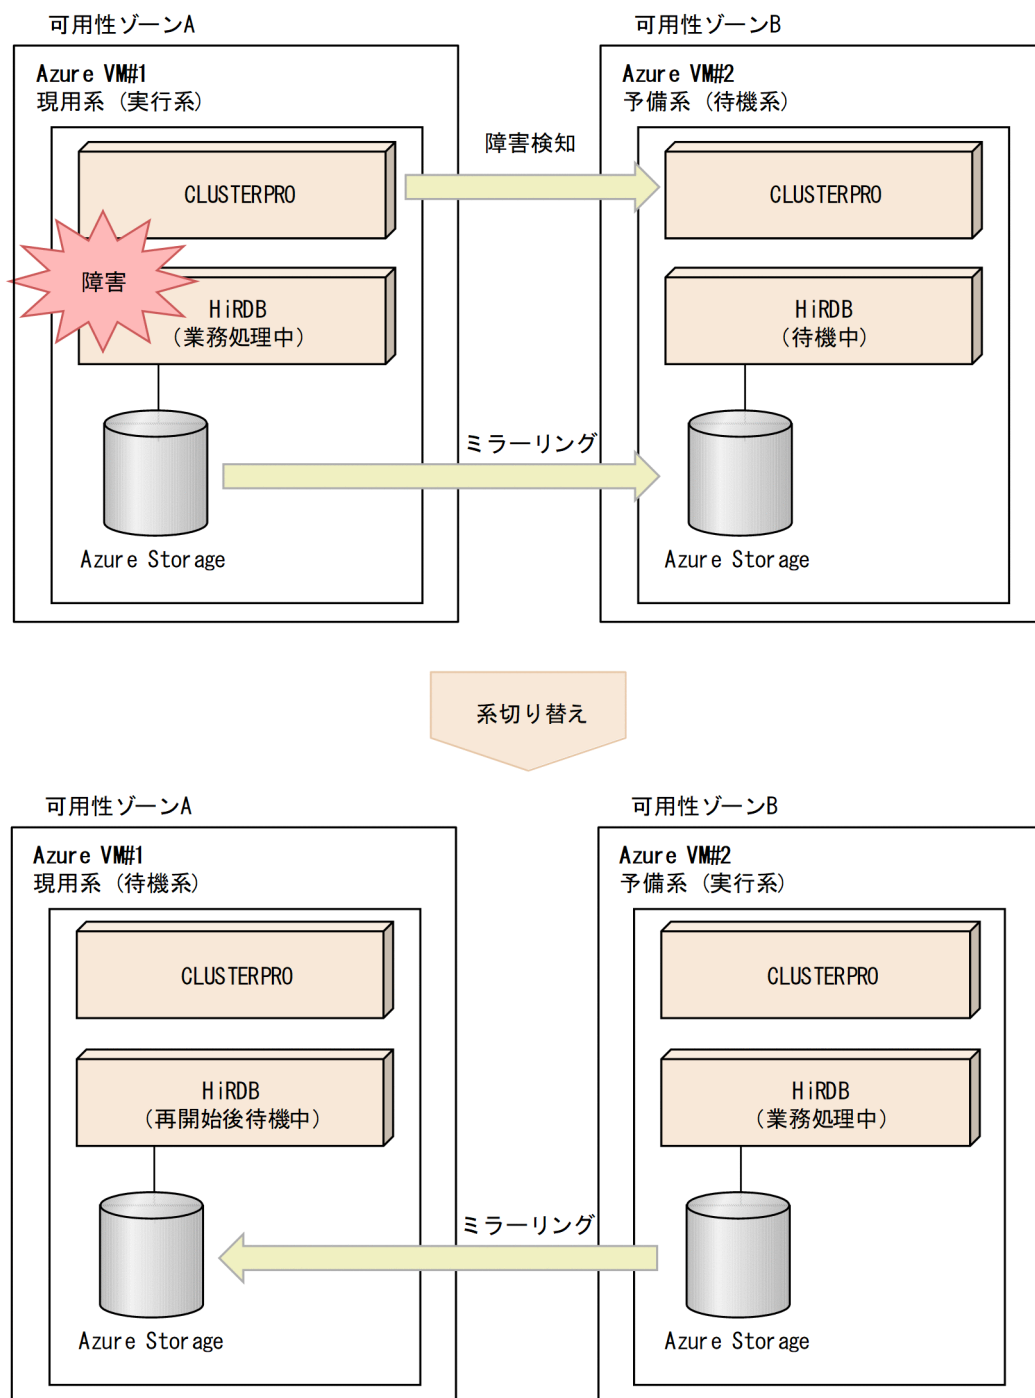 可用性ゾーンA
可用性ゾーンB
Azure VM#1
現用系（実行系）
Azure VM#2
予備系（待機系）
障害検知
CLUSTERPRO
CLUSTERPRO
障害
HiRDB
（業務処理中）
HiRDB
（待機中）
ミラーリング
Azure Storage
Azure Storage
系切り替え
可用性ゾーンA
可用性ゾーンB
Azure VM#1
現用系（待機系）
Azure VM#2
予備系（実行系）
CLUSTERPRO
CLUSTERPRO
HiRDB
（再開始後待機中）
HiRDB
（業務処理中）
ミラーリング
Azure Storage
Azure Storage